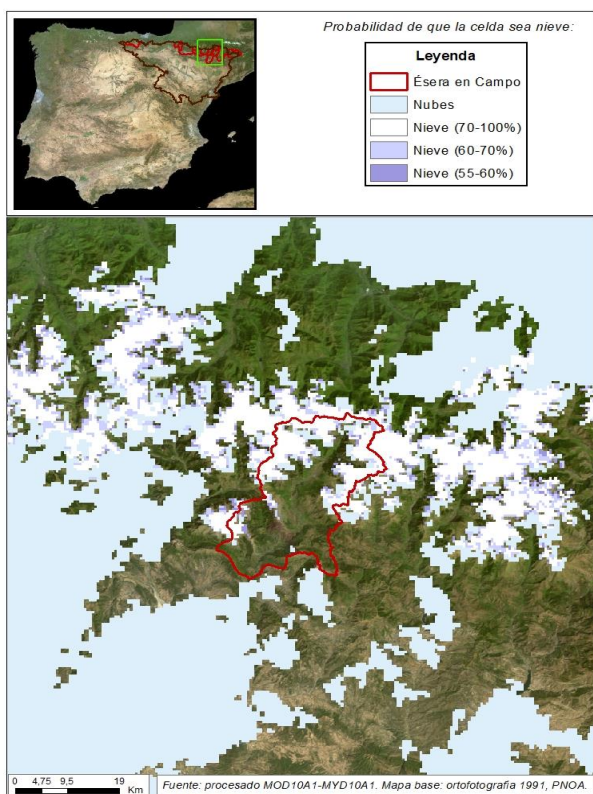 Probabilidad de que la celda sea nieve:
Leyenda
Ésera en Campo
Nubes
Nieve (70-100%)
Nieve (60-70%)
Nieve (55-60%)
0 4,75 9,5 19
Km
Fuente: procesado MOD10A1-MYD10A1. Mapa base: ortofotografia 1991, PNOA.